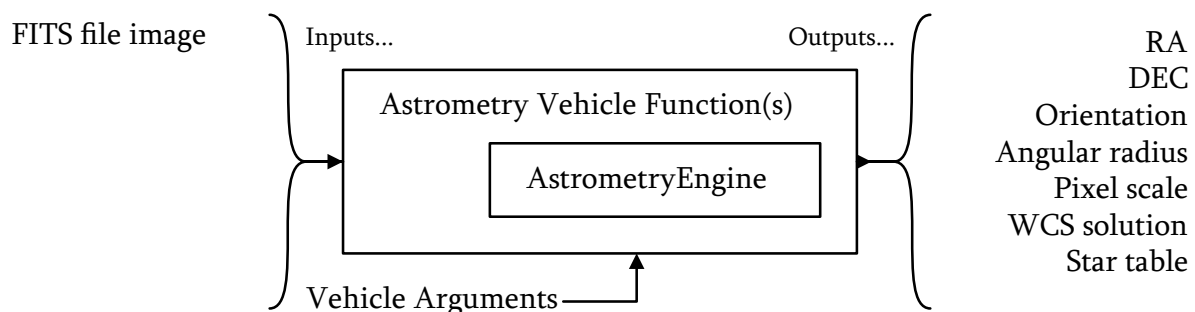 FITS file image
Inputs...
Outputs...
RA
DEC
Orientation
Angular radius
Pixel scale
WCS solution
Star table
Astrometry Vehicle Function(s)
AstrometryEngine
Vehicle Arguments